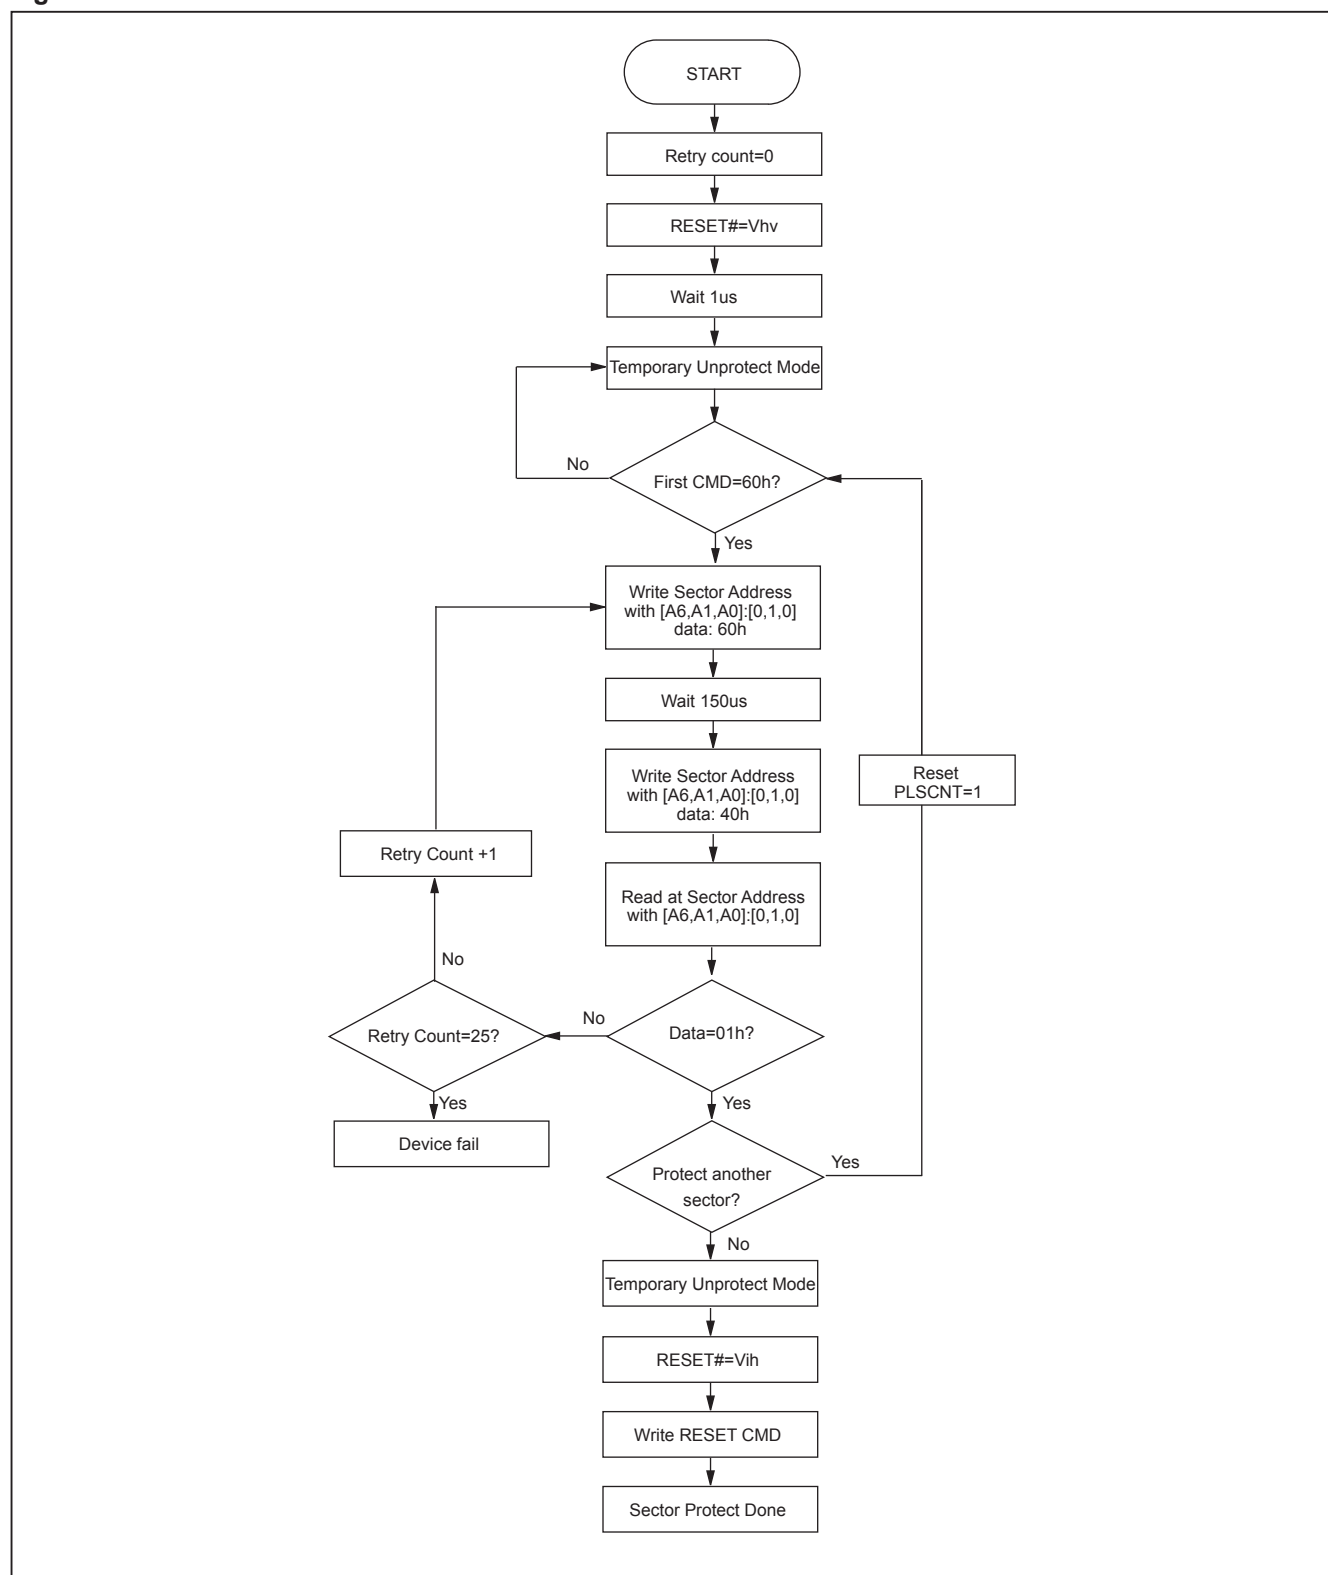 START
Retry count=0
RESET#=Vhv
Wait 1us
Temporary Unprotect Mode
No
First CMD=60h?
Yes
Write Sector Address
with [A6,A1,A0]:[0,1,0]
data: 60h
Wait 150us
Write Sector Address
with [A6,A1,A0]:[0,1,0]
data: 40h
Reset
PLSCNT=1
Retry Count +1
Read at Sector Address
with [A6,A1,A0]:[0,1,0]
No
No
Retry Count=25?
Data=01h?
Yes
Yes
Device fail
Protect another
sector?
Yes
No
Temporary Unprotect Mode
RESET#=Vih
Write RESET CMD
Sector Protect Done